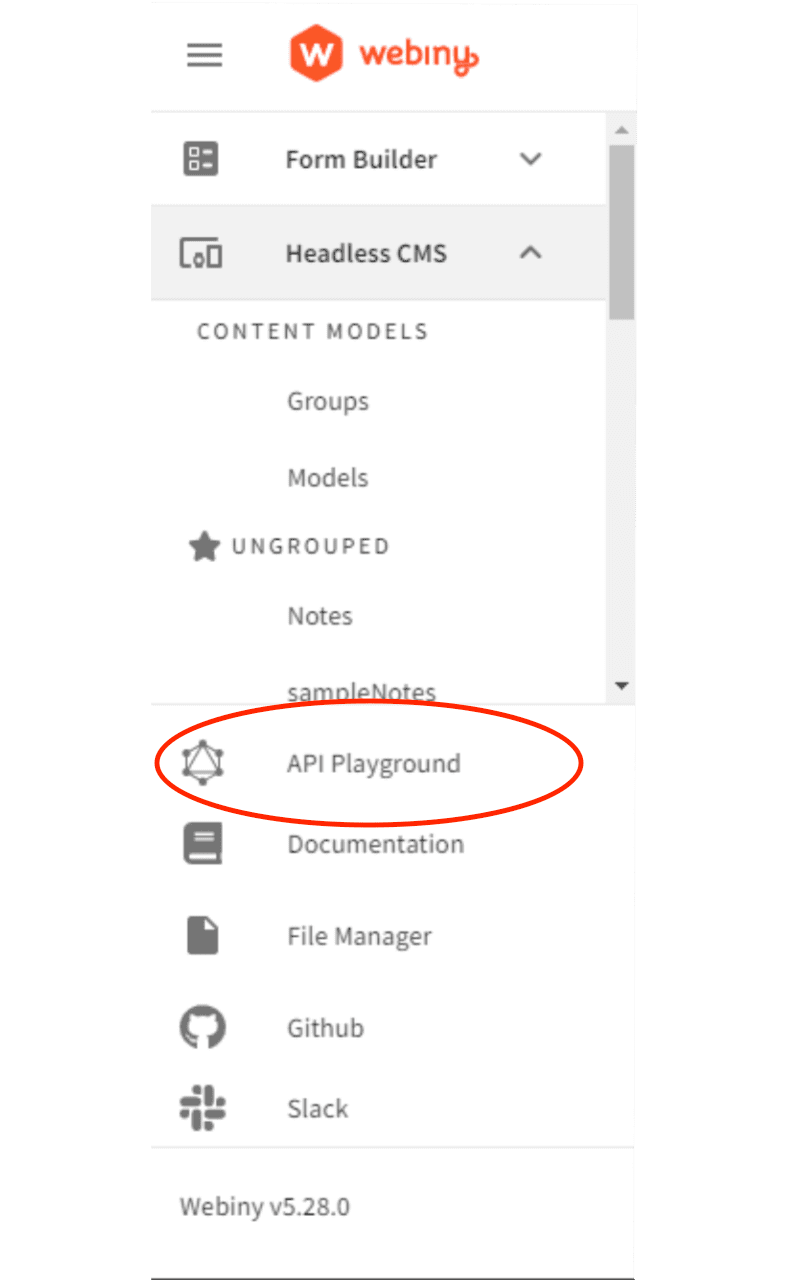 webiny
Form Builder
Headless CMS
CONTENT MODELS
Groups
Models
UNGROUPED
Notes
sampleNotes
API Playground
Documentation
File Manager
Github
Slack
Webiny v5.28.0